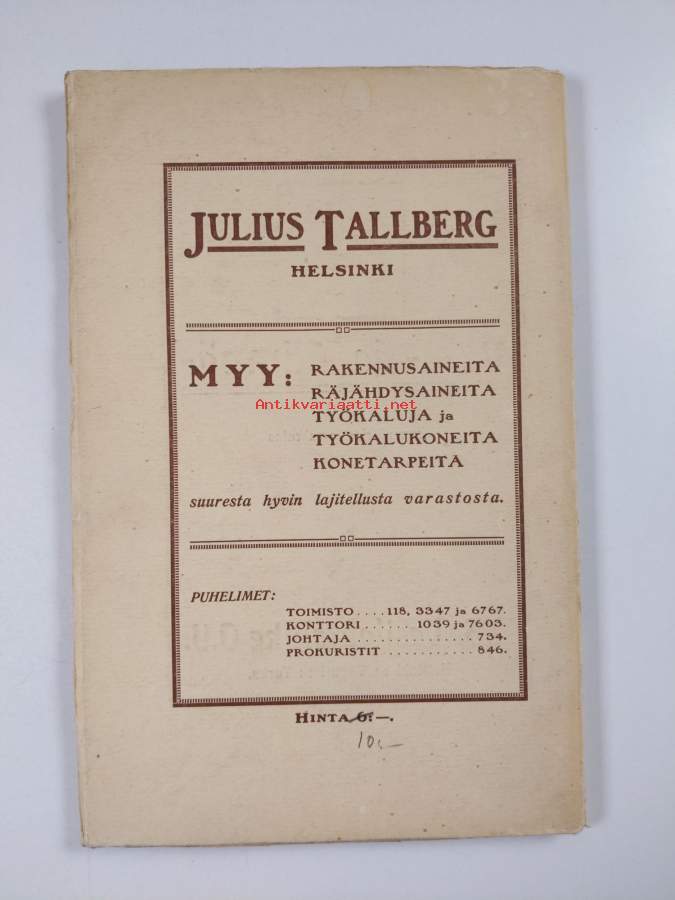 JULIUS TALLBERG
HELSINKI
MYY: RAKENNUSAINEITA
RÄJÄHDYSAINEITA
Antikvariaatti.net
TYÖKALUJA ja
TYÖKALUKONEITA
KONETARPEITA
suuresta hyvin lajitellusta varastosta.
PUHELIMET:
TOIMISTO .... 118, 3347 ja 6767.
KONTTORI ...... 1039 ja 7603.
JOHTAJA ................ 734.
PROKURISTIT ........... 846.
HINTA 6: —.
10,—